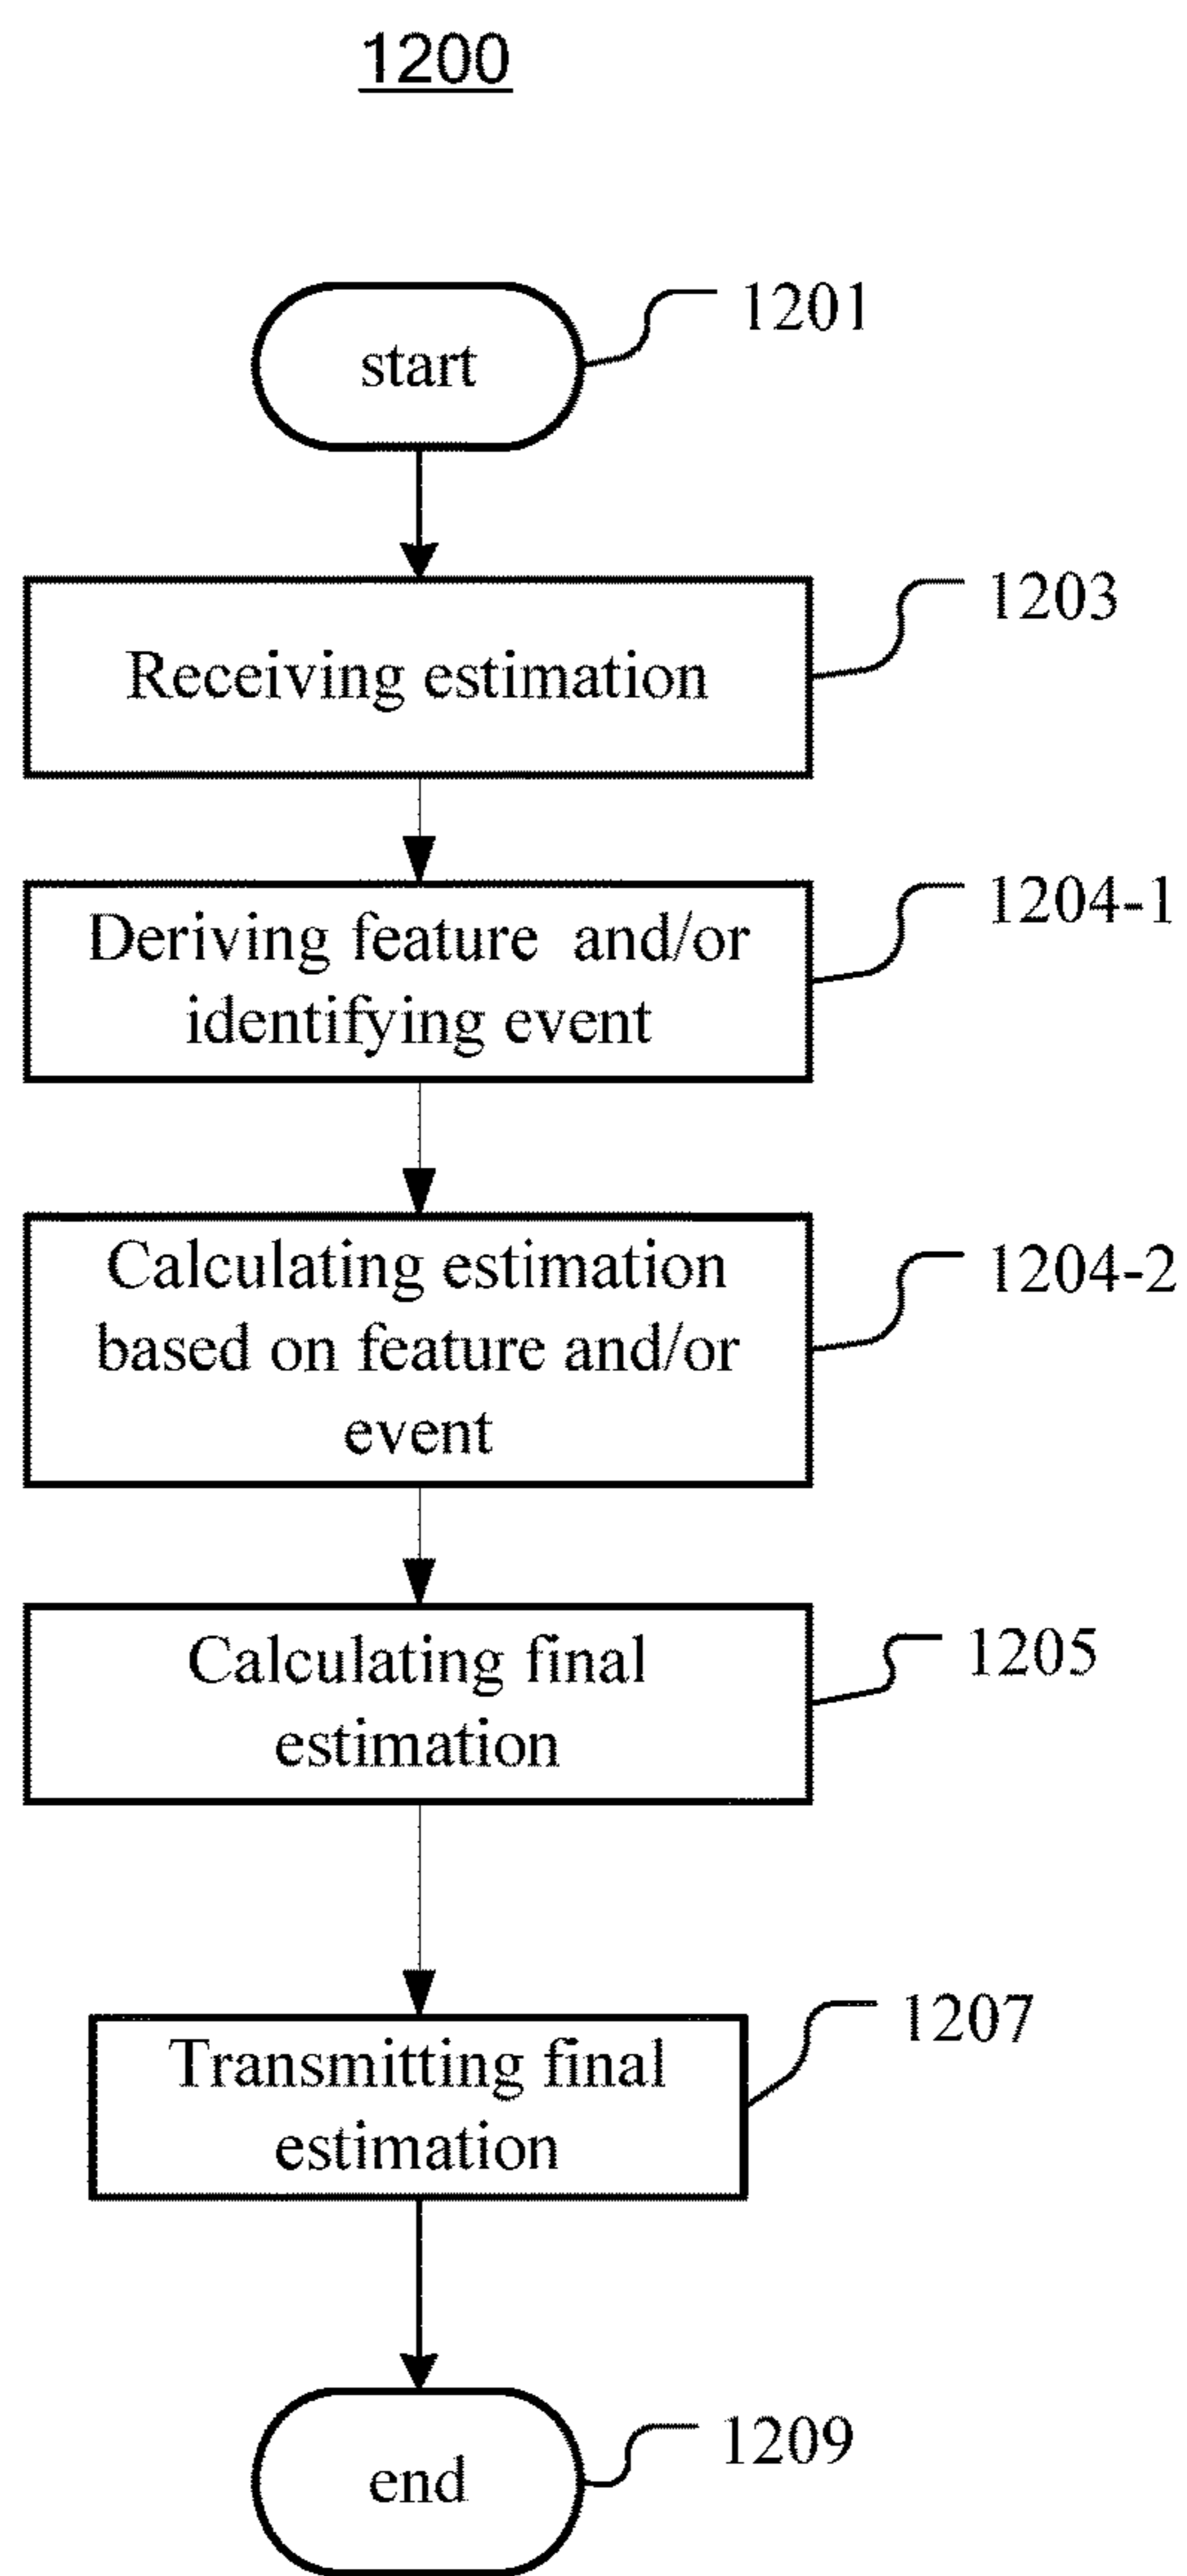 1200
start
1201
Receiving estimation
1203
Deriving feature and/or
identifying event
1204-1
Calculating estimation
based on feature and/or
event
1204-2
Calculating final
estimation
1205
Transmitting final
estimation
1207
end
1209